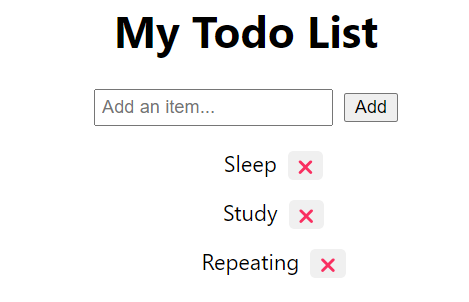 My Todo List
Add an item... Add
Sleep
Study
Repeating